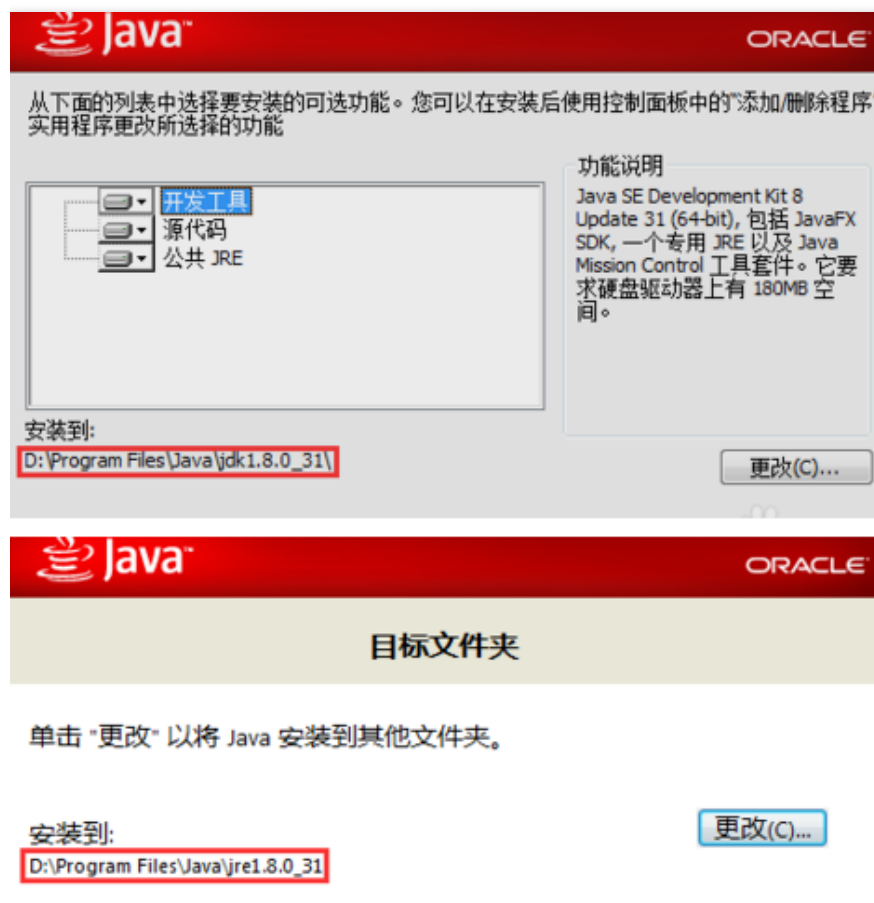 Java™
ORACLE
从下面的列表中选择要安装的可选功能。您可以在安装后使用控制面板中的"添加/删除程序"
实用程序更改所选择的功能
开发工具
源代码
公共 JRE
功能说明
Java SE Development Kit 8
Update 31 (64-bit), 包括 JavaFX
SDK, 一个专用 JRE 以及 Java
Mission Control 工具套件。它要
求硬盘驱动器上有 180MB 空
间。
安装到:
D:\Program Files\Java\jdk1.8.0_31\
更改(C)...
Java™
ORACLE
目标文件夹
单击 "更改" 以将 Java 安装到其他文件夹。
安装到:
更改(C)...
D:\Program Files\Java\jre1.8.0_31